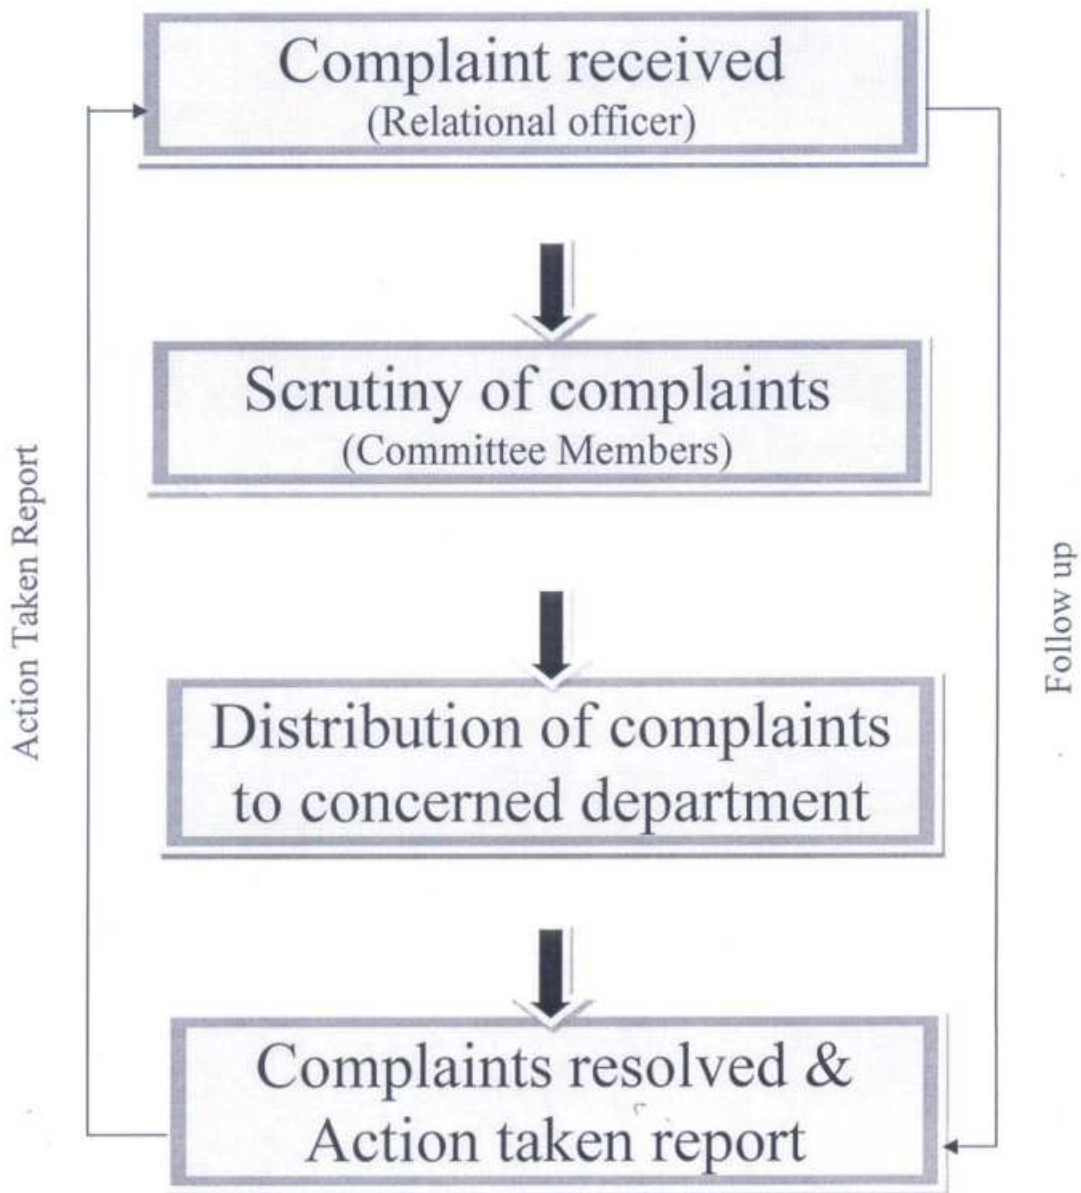 Complaint received
(Relational officer)
Scrutiny of complaints
(Committee Members)
Action Taken Report
Follow up
Distribution of complaints
to concerned department
Complaints resolved &
Action taken report